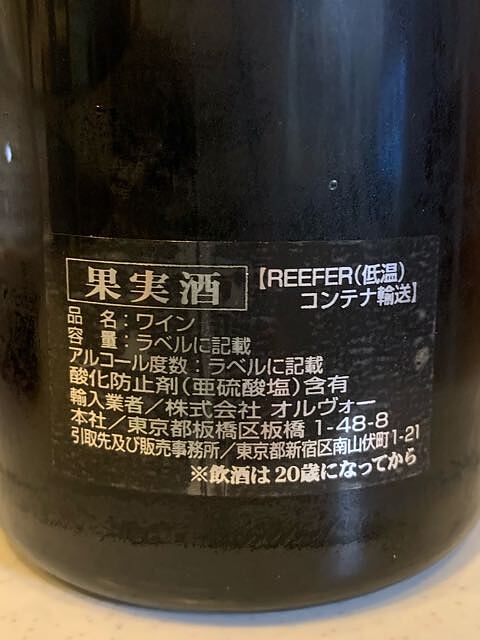 果実酒【REEFER(低温)
コンテナ輸送】
品 名：ワイン
容 量：ラベルに記載
アルコール度数：ラベルに記載
酸化防止剤(亜硫酸塩)含有
輸入業者／株式会社 オルヴォー
本社／東京都板橋区板橋 1-48-8
引取先及び販売事務所／東京都新宿区南山伏町1-21
※飲酒は20歳になってから